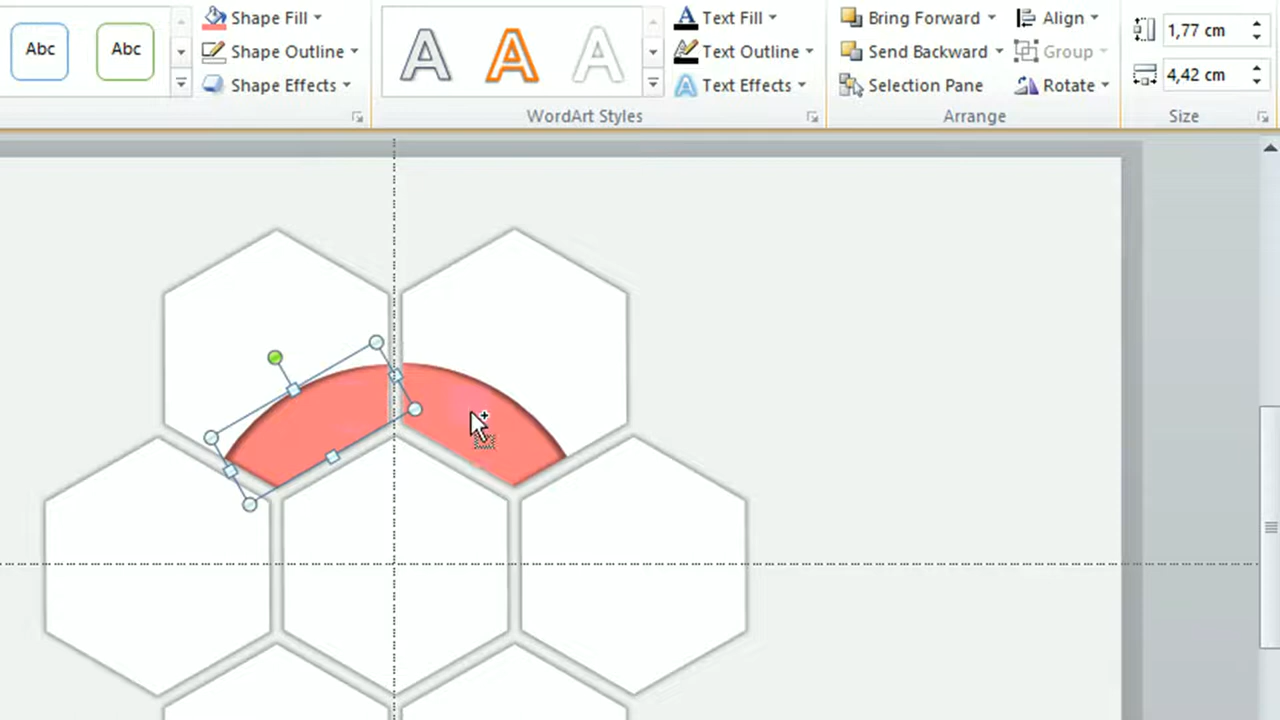 Abc Abc Shape Fill Text Fill Bring Forward Align 1,77 cm
Shape Outline A A A Text Outline Send Backward Group
Shape Effects Text Effects Selection Pane Rotate 4,42 cm
WordArt Styles Arrange Size